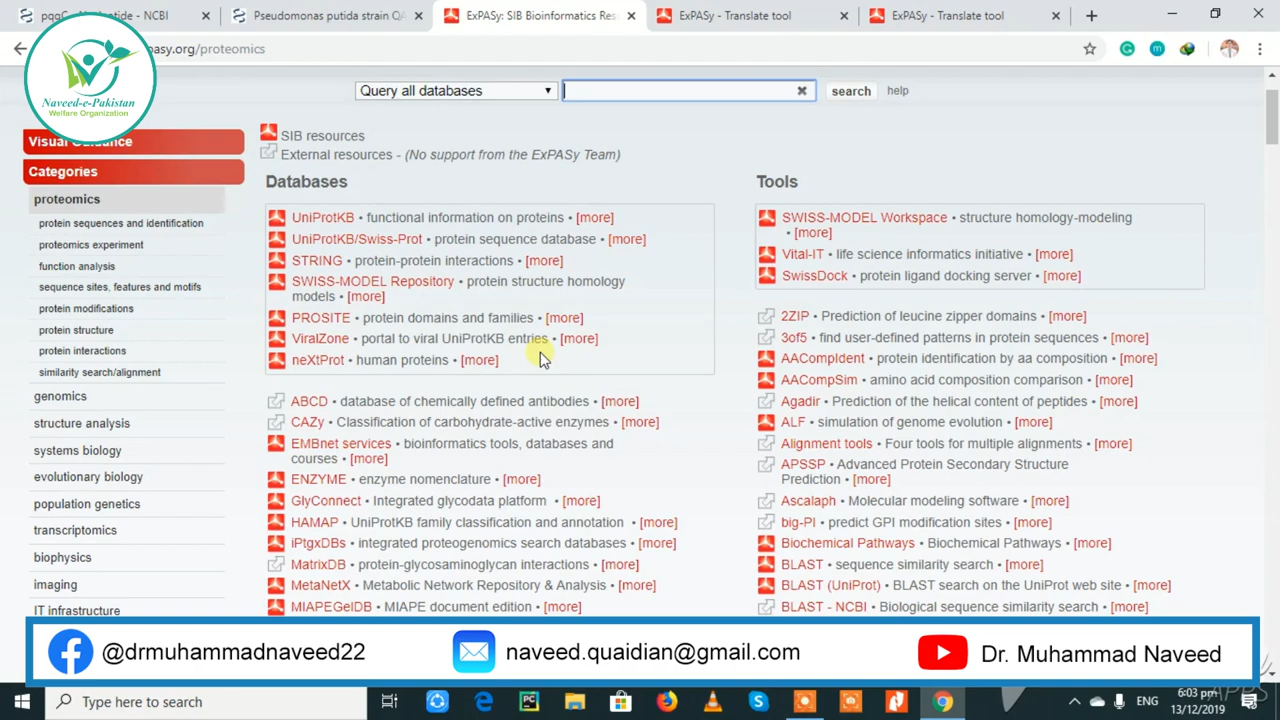 pqqC - Nucleotide - NCBI
Pseudomonas putida strain QA
ExPASy: SIB Bioinformatics Res
ExPASy - Translate tool
ExPASy - Translate tool
asy.org/proteomics
Naveed-e-Pakistan
Welfare Organization
Query all databases
search
help
Visual Guidance
Categories
proteomics
protein sequences and identification
proteomics experiment
function analysis
sequence sites, features and motifs
protein modifications
protein structure
protein interactions
similarity search/alignment
genomics
structure analysis
systems biology
evolutionary biology
population genetics
transcriptomics
biophysics
imaging
IT infrastructure
SIB resources
External resources - (No support from the ExPASy Team)
Databases
UniProtKB • functional information on proteins • [more]
UniProtKB/Swiss-Prot • protein sequence database • [more]
STRING • protein-protein interactions • [more]
SWISS-MODEL Repository • protein structure homology
models • [more]
PROSITE • protein domains and families • [more]
ViralZone • portal to viral UniProtKB entries • [more]
neXtProt • human proteins • [more]
ABCD • database of chemically defined antibodies • [more]
CAZy • Classification of carbohydrate-active enzymes • [more]
EMBnet services • bioinformatics tools, databases and
courses • [more]
ENZYME • enzyme nomenclature • [more]
GlyConnect • Integrated glycodata platform • [more]
HAMAP • UniProtKB family classification and annotation • [more]
iPtgxDBs • integrated proteogenomics search databases • [more]
MatrixDB • protein-glycosaminoglycan interactions • [more]
MetaNetX • Metabolic Network Repository & Analysis • [more]
MIAPEGelDB • MIAPE document edition • [more]
Tools
SWISS-MODEL Workspace • structure homology-modeling
• [more]
Vital-IT • life science informatics initiative • [more]
SwissDock • protein ligand docking server • [more]
2ZIP • Prediction of leucine zipper domains • [more]
3of5 • find user-defined patterns in protein sequences • [more]
AACompIdent • protein identification by aa composition • [more]
AACompSim • amino acid composition comparison • [more]
Agadir • Prediction of the helical content of peptides • [more]
ALF • simulation of genome evolution • [more]
Alignment tools • Four tools for multiple alignments • [more]
APSSP • Advanced Protein Secondary Structure
Prediction • [more]
Ascalaph • Molecular modeling software • [more]
big-PI • predict GPI modification sites • [more]
Biochemical Pathways • Biochemical Pathways • [more]
BLAST • sequence similarity search • [more]
BLAST (UniProt) • BLAST search on the UniProt web site • [more]
BLAST - NCBI • Biological sequence similarity search • [more]
@drmuhammadnaveed22
naveed.quaidian@gmail.com
Dr. Muhammad Naveed
Type here to search
ENG
6:03 pm
13/12/2019